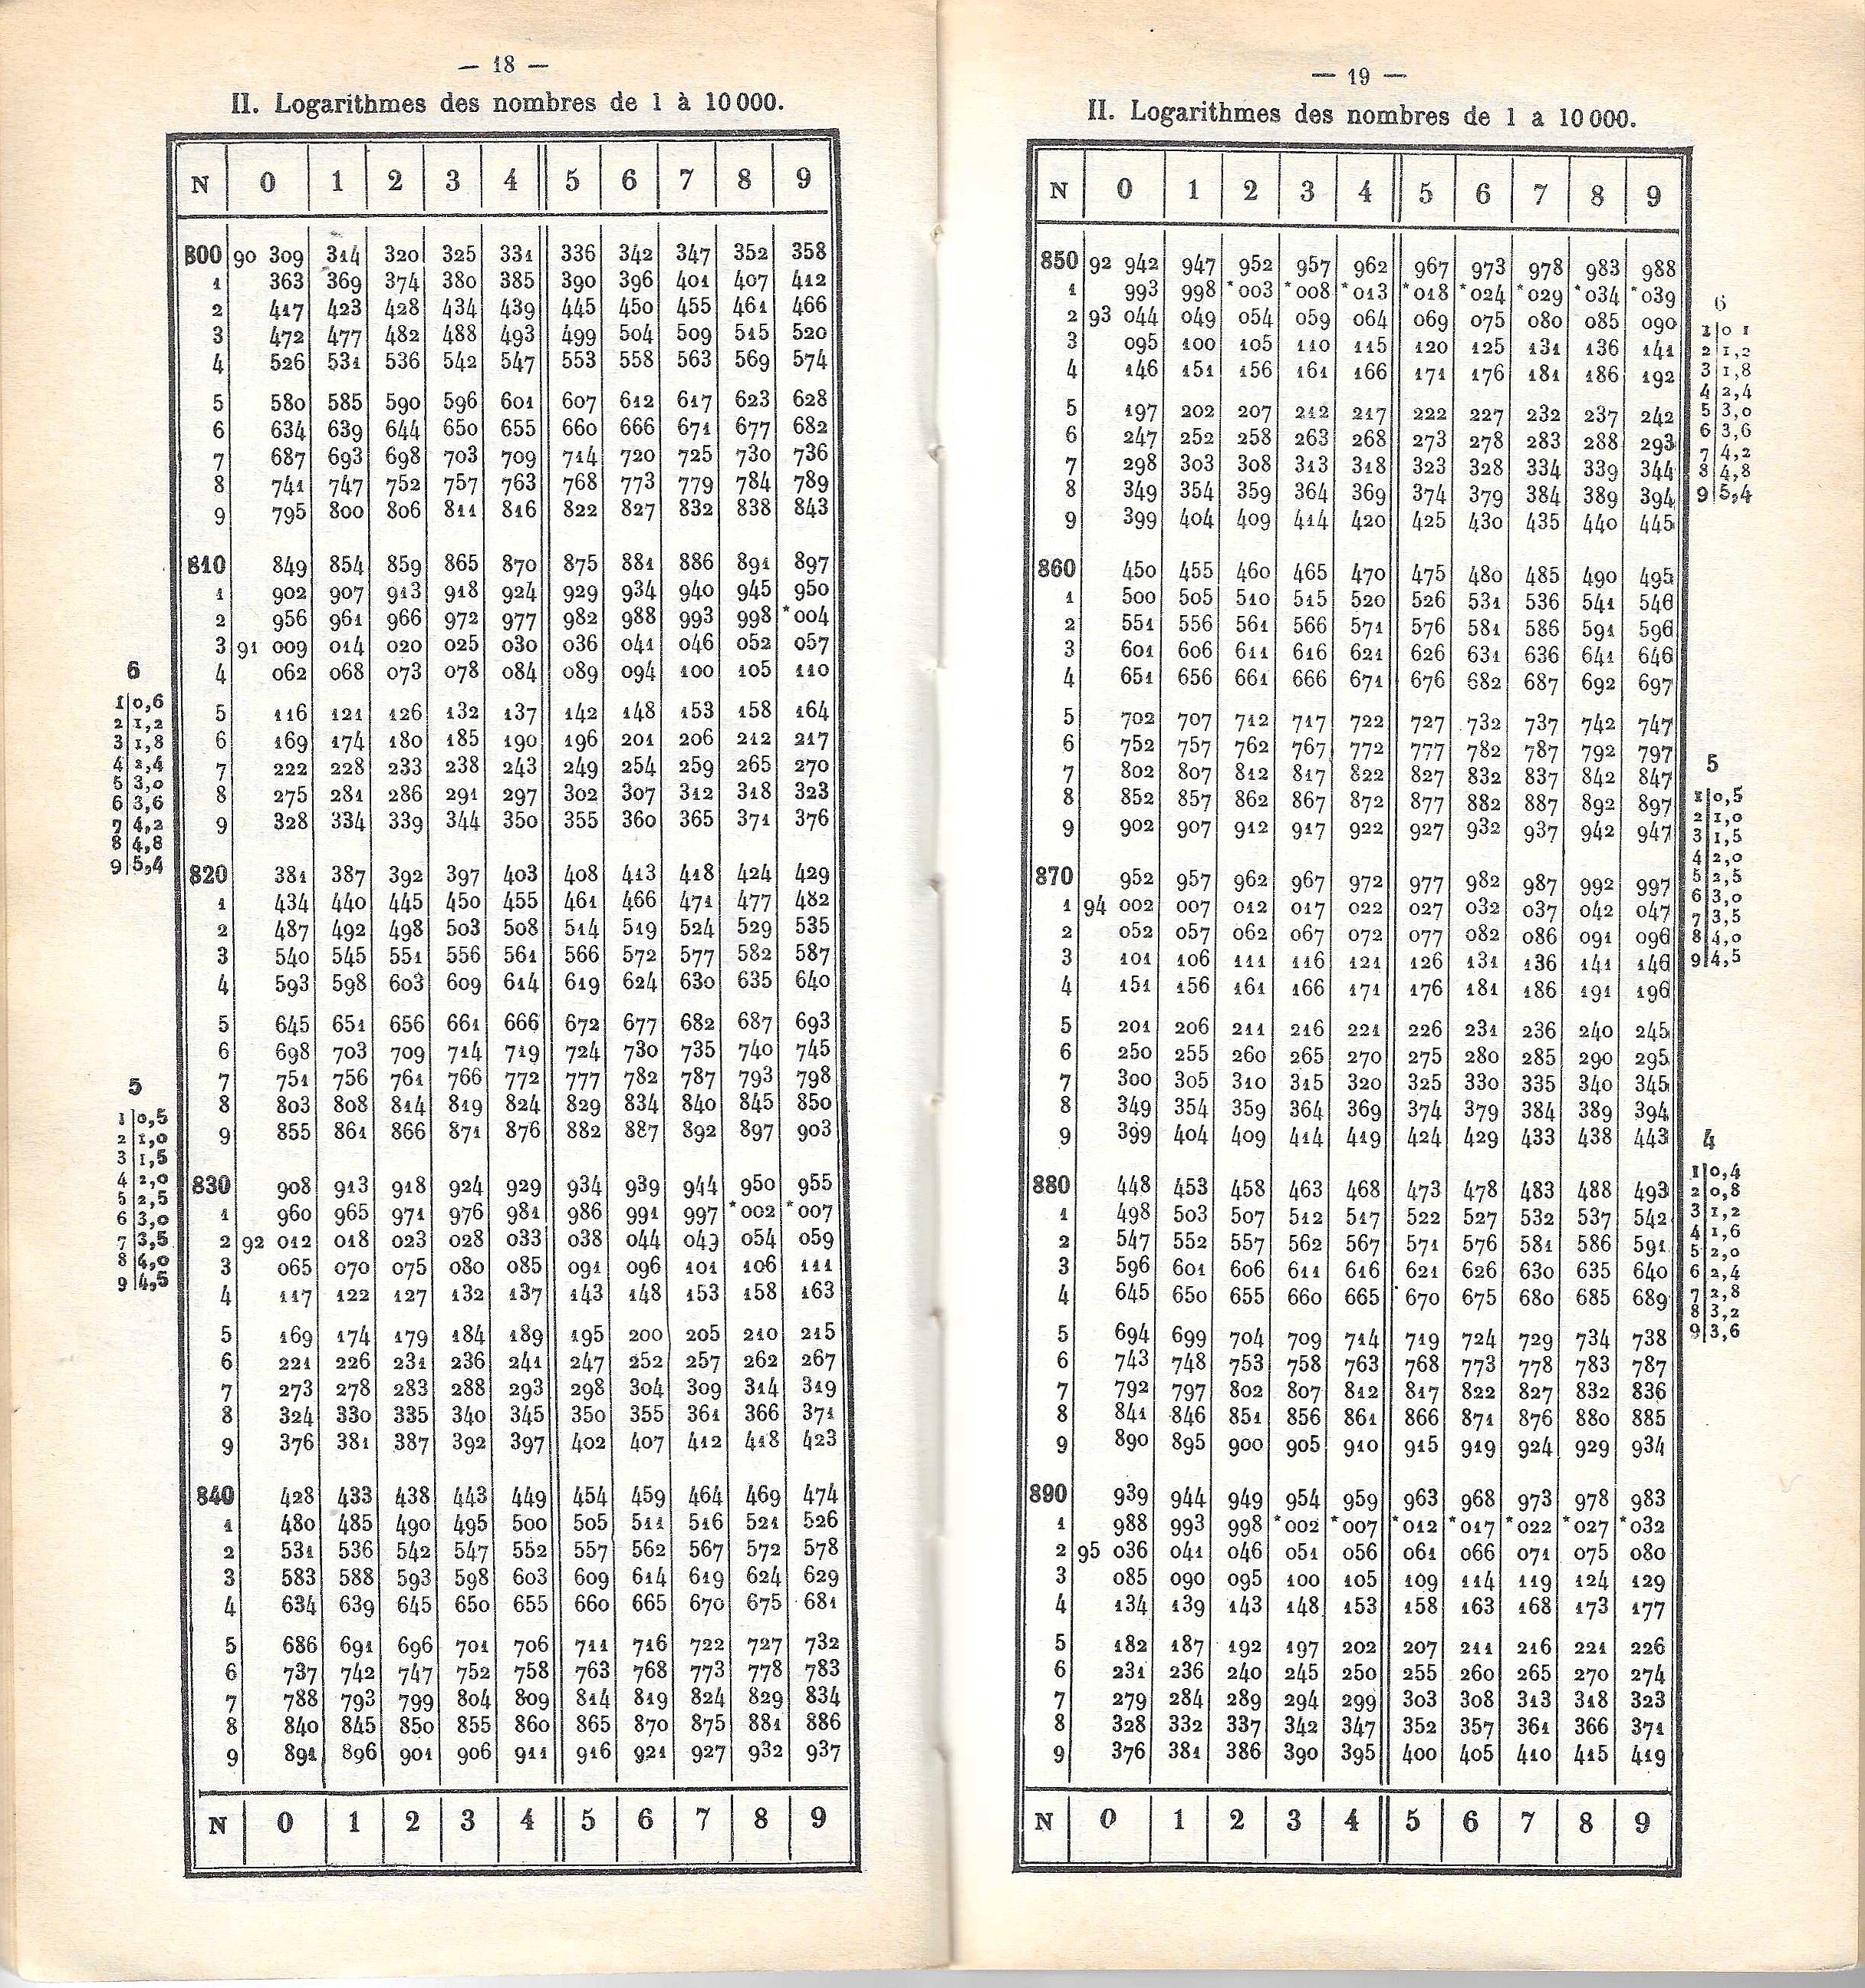 — 18 —
II. Logarithmes des nombres de 1 à 10 000.
N 0 1 2 3 4 5 6 7 8 9
800 90 309 314 320 325 331 336 342 347 352 358
1 363 369 374 380 385 390 396 401 407 412
2 417 423 428 434 439 445 450 455 461 466
3 472 477 482 488 493 499 504 509 515 520
4 526 531 536 542 547 553 558 563 569 574
5 580 585 590 596 601 607 612 617 623 628
6 634 639 644 650 655 660 666 671 677 682
7 687 693 698 703 709 714 720 725 730 736
8 741 747 752 757 763 768 773 779 784 789
9 795 800 806 811 816 822 827 832 838 843
810 849 854 859 865 870 875 881 886 891 897
1 902 907 913 918 924 929 934 940 945 950
2 956 961 966 972 977 982 988 993 998 *004
3 91 009 014 020 025 030 036 041 046 052 057
4 062 068 073 078 084 089 094 100 105 110
5 116 121 126 132 137 142 148 153 158 164
6 169 174 180 185 190 196 201 206 212 217
7 222 228 233 238 243 249 254 259 265 270
8 275 281 286 291 297 302 307 312 318 323
9 328 334 339 344 350 355 360 365 371 376
820 381 387 392 397 403 408 413 418 424 429
1 434 440 445 450 455 461 466 471 477 482
2 487 492 498 503 508 514 519 524 529 535
3 540 545 551 556 561 566 572 577 582 587
4 593 598 603 609 614 619 624 630 635 640
5 645 651 656 661 666 672 677 682 687 693
6 698 703 709 714 719 724 730 735 740 745
7 751 756 761 766 772 777 782 787 793 798
8 803 808 814 819 824 829 834 840 845 850
9 855 861 866 871 876 882 887 892 897 903
830 908 913 918 924 929 934 939 944 950 955
1 960 965 971 976 981 986 991 997 *002 *007
2 92 012 018 023 028 033 038 044 049 054 059
3 065 070 075 080 085 091 096 101 106 111
4 117 122 127 132 137 143 148 153 158 163
5 169 174 179 184 189 195 200 205 210 215
6 221 226 231 236 241 247 252 257 262 267
7 273 278 283 288 293 298 304 309 314 319
8 324 330 335 340 345 350 355 361 366 371
9 376 381 387 392 397 402 407 412 418 423
840 428 433 438 443 449 454 459 464 469 474
1 480 485 490 495 500 505 511 516 521 526
2 531 536 542 547 552 557 562 567 572 578
3 583 588 593 598 603 609 614 619 624 629
4 634 639 645 650 655 660 665 670 675 681
5 686 691 696 701 706 711 716 722 727 732
6 737 742 747 752 758 763 768 773 778 783
7 788 793 799 804 809 814 819 824 829 834
8 840 845 850 855 860 865 870 875 881 886
9 891 896 901 906 911 916 921 927 932 937
N 0 1 2 3 4 5 6 7 8 9
6
1 0,6
2 1,2
3 1,8
4 2,4
5 3,0
6 3,6
7 4,2
8 4,8
9 5,4
5
1 0,5
2 1,0
3 1,5
4 2,0
5 2,5
6 3,0
7 3,5
8 4,0
9 4,5
— 19 —
II. Logarithmes des nombres de 1 a 10 000.
N 0 1 2 3 4 5 6 7 8 9
850 92 942 947 952 957 962 967 973 978 983 988
1 993 998 *003 *008 *013 *018 *024 *029 *034 *039
2 93 044 049 054 059 064 069 075 080 085 090
3 095 100 105 110 115 120 125 131 136 141
4 146 151 156 161 166 171 176 181 186 192
5 197 202 207 212 217 222 227 232 237 242
6 247 252 258 263 268 273 278 283 288 293
7 298 303 308 313 318 323 328 334 339 344
8 349 354 359 364 369 374 379 384 389 394
9 399 404 409 414 420 425 430 435 440 445
860 450 455 460 465 470 475 480 485 490 495
1 500 505 510 515 520 526 531 536 541 546
2 551 556 561 566 571 576 581 586 591 596
3 601 606 611 616 621 626 631 636 641 646
4 651 656 661 666 671 676 682 687 692 697
5 702 707 712 717 722 727 732 737 742 747
6 752 757 762 767 772 777 782 787 792 797
7 802 807 812 817 822 827 832 837 842 847
8 852 857 862 867 872 877 882 887 892 897
9 902 907 912 917 922 927 932 937 942 947
870 952 957 962 967 972 977 982 987 992 997
1 94 002 007 012 017 022 027 032 037 042 047
2 052 057 062 067 072 077 082 086 091 096
3 101 106 111 116 121 126 131 136 141 146
4 151 156 161 166 171 176 181 186 191 196
5 201 206 211 216 221 226 231 236 240 245
6 250 255 260 265 270 275 280 285 290 295
7 300 305 310 315 320 325 330 335 340 345
8 349 354 359 364 369 374 379 384 389 394
9 399 404 409 414 419 424 429 433 438 443
880 448 453 458 463 468 473 478 483 488 493
1 498 503 507 512 517 522 527 532 537 542
2 547 552 557 562 567 571 576 581 586 591
3 596 601 606 611 616 621 626 630 635 640
4 645 650 655 660 665 670 675 680 685 689
5 694 699 704 709 714 719 724 729 734 738
6 743 748 753 758 763 768 773 778 783 787
7 792 797 802 807 812 817 822 827 832 836
8 841 846 851 856 861 866 871 876 880 885
9 890 895 900 905 910 915 919 924 929 934
890 939 944 949 954 959 963 968 973 978 983
1 988 993 998 *002 *007 *012 *017 *022 *027 *032
2 95 036 041 046 051 056 061 066 071 075 080
3 085 090 095 100 105 109 114 119 124 129
4 134 139 143 148 153 158 163 168 173 177
5 182 187 192 197 202 207 211 216 221 226
6 231 236 240 245 250 255 260 265 270 274
7 279 284 289 294 299 303 308 313 318 323
8 328 332 337 342 347 352 357 361 366 371
9 376 381 386 390 395 400 405 410 415 419
N 0 1 2 3 4 5 6 7 8 9
6
1 0 1
2 1,2
3 1,8
4 2,4
5 3,0
6 3,6
7 4,2
8 4,8
9 5,4
5
1 0,5
2 1,0
3 1,5
4 2,0
5 2,5
6 3,0
7 3,5
8 4,0
9 4,5
4
1 0,4
2 0,8
3 1,2
4 1,6
5 2,0
6 2,4
7 2,8
8 3,2
9 3,6